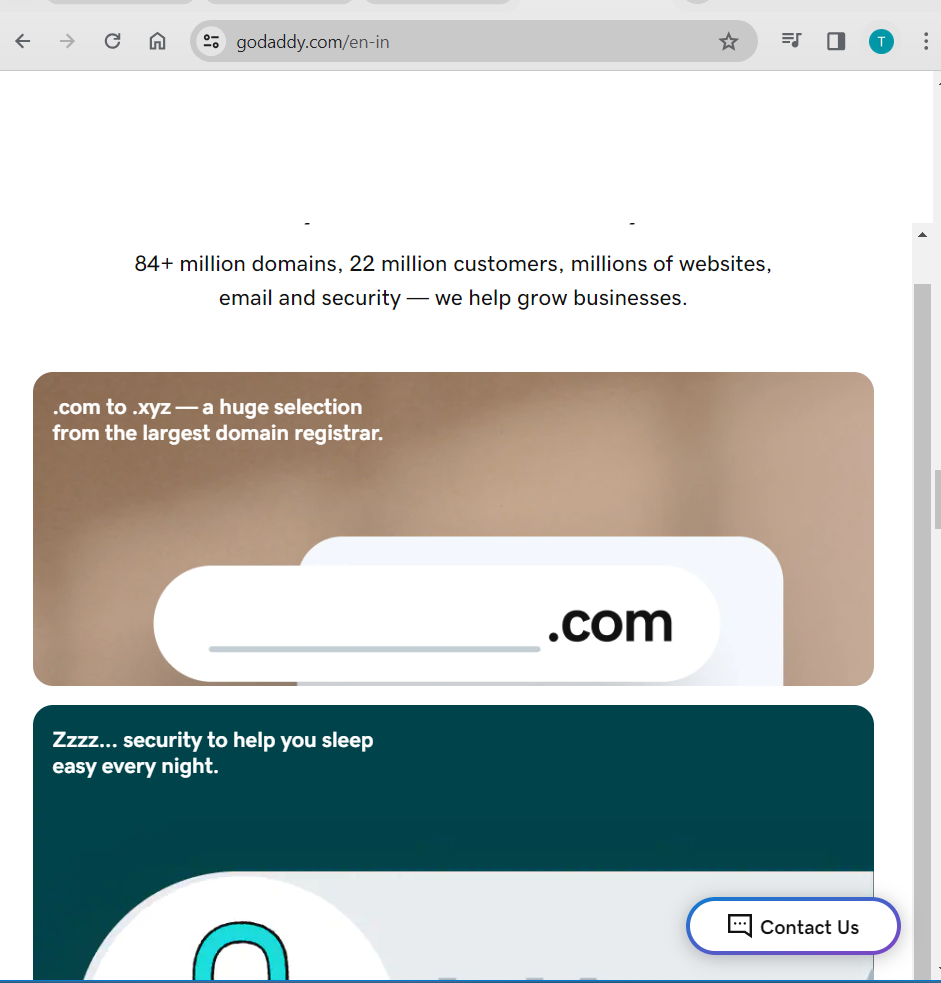 godaddy.com/en-in
T
84+ million domains, 22 million customers, millions of websites,
email and security — we help grow businesses.
.com to .xyz — a huge selection
from the largest domain registrar.
.com
Zzzz... security to help you sleep
easy every night.
Contact Us